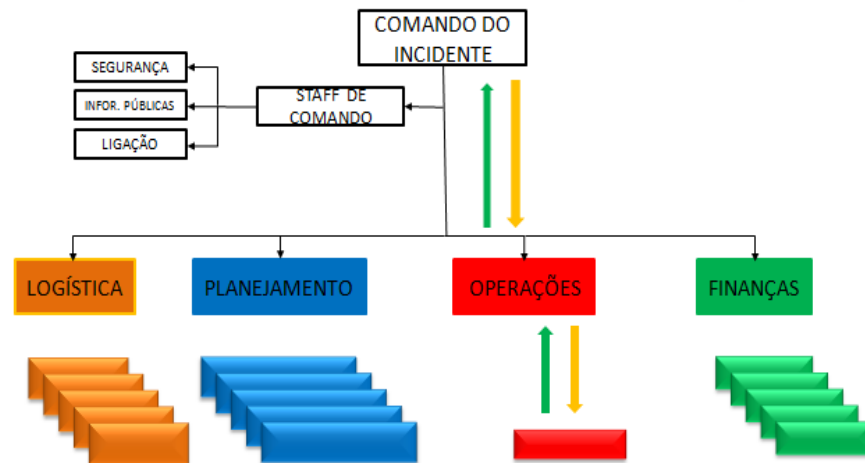 COMANDO DO
INCIDENTE
SEGURANÇA
INFOR. PÚBLICAS
LIGAÇÃO
STAFF DE
COMANDO
LOGÍSTICA
PLANEJAMENTO
OPERAÇÕES
FINANÇAS